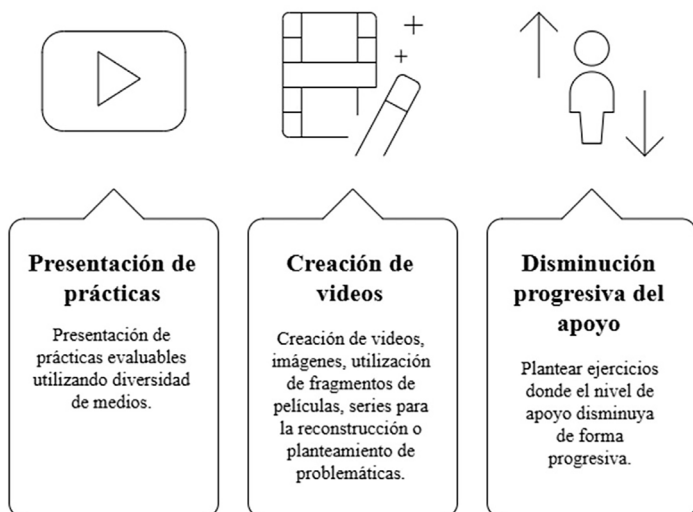 Presentación de
prácticas
Presentación de
prácticas evaluables
utilizando diversidad
de medios.
Creación de
videos
Creación de videos,
imágenes, utilización
de fragmentos de
películas, series para
la reconstrucción o
planteamiento de
problemáticas.
Disminución
progresiva del
apoyo
Plantear ejercicios
donde el nivel de
apoyo disminuya
de forma
progresiva.